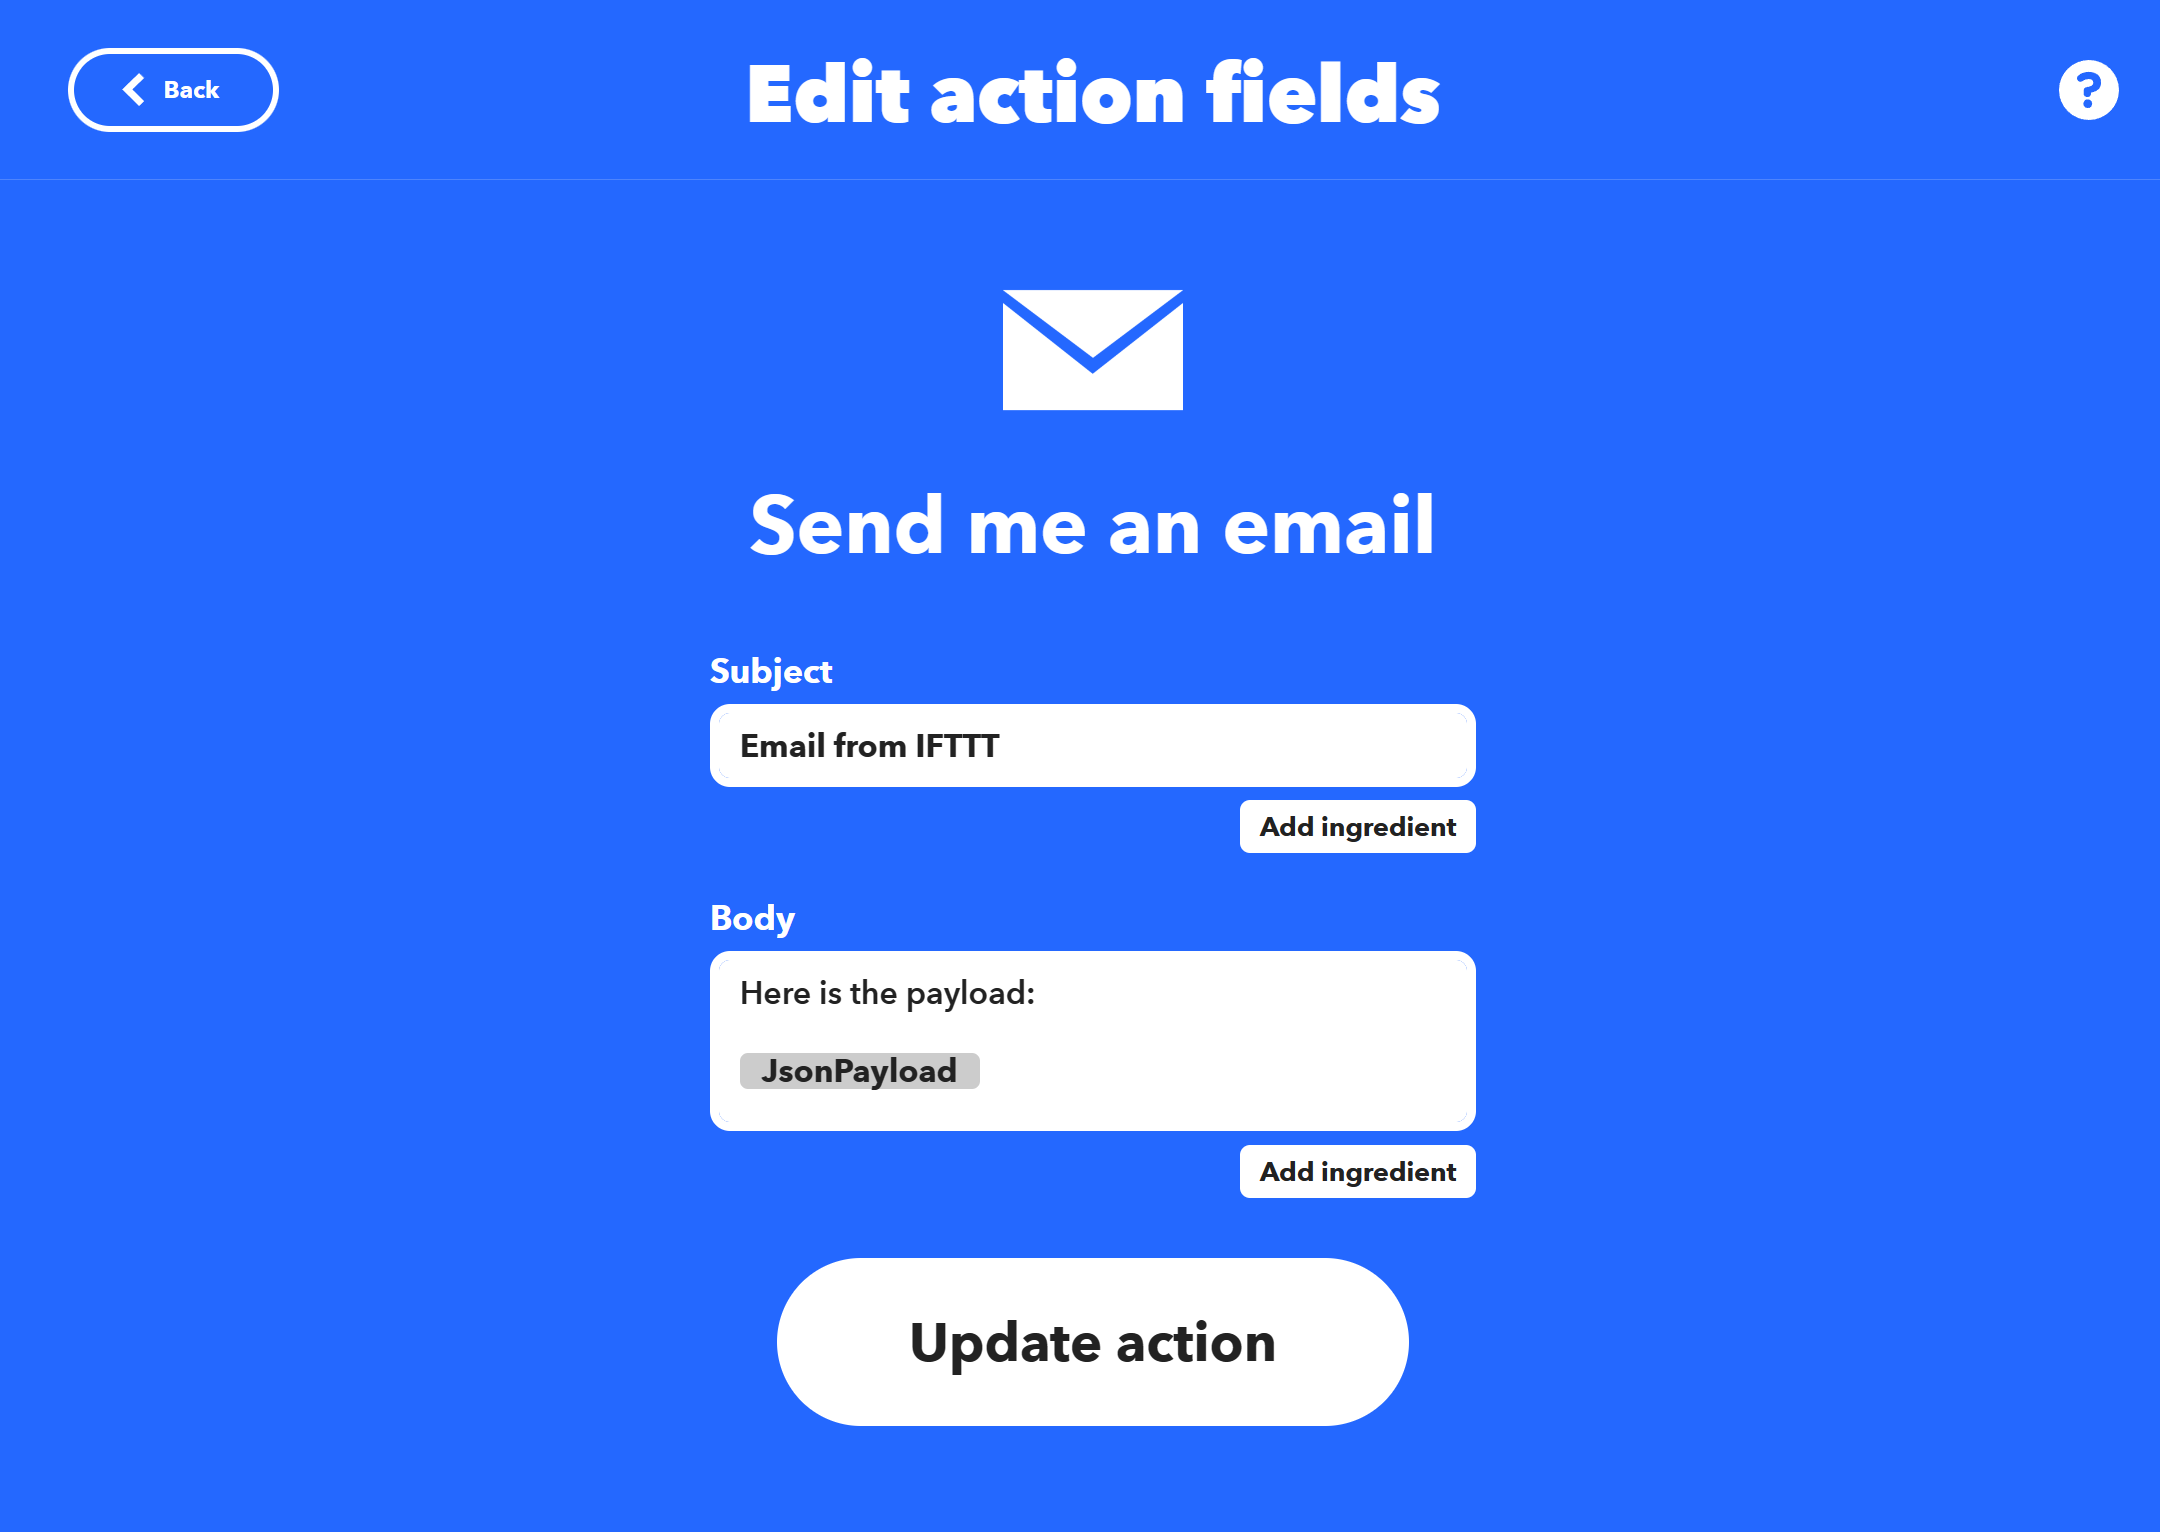 Back
Edit action fields
?
Send me an email
Subject
Email from IFTTT
Add ingredient
Body
Here is the payload:
JsonPayload
Add ingredient
Update action